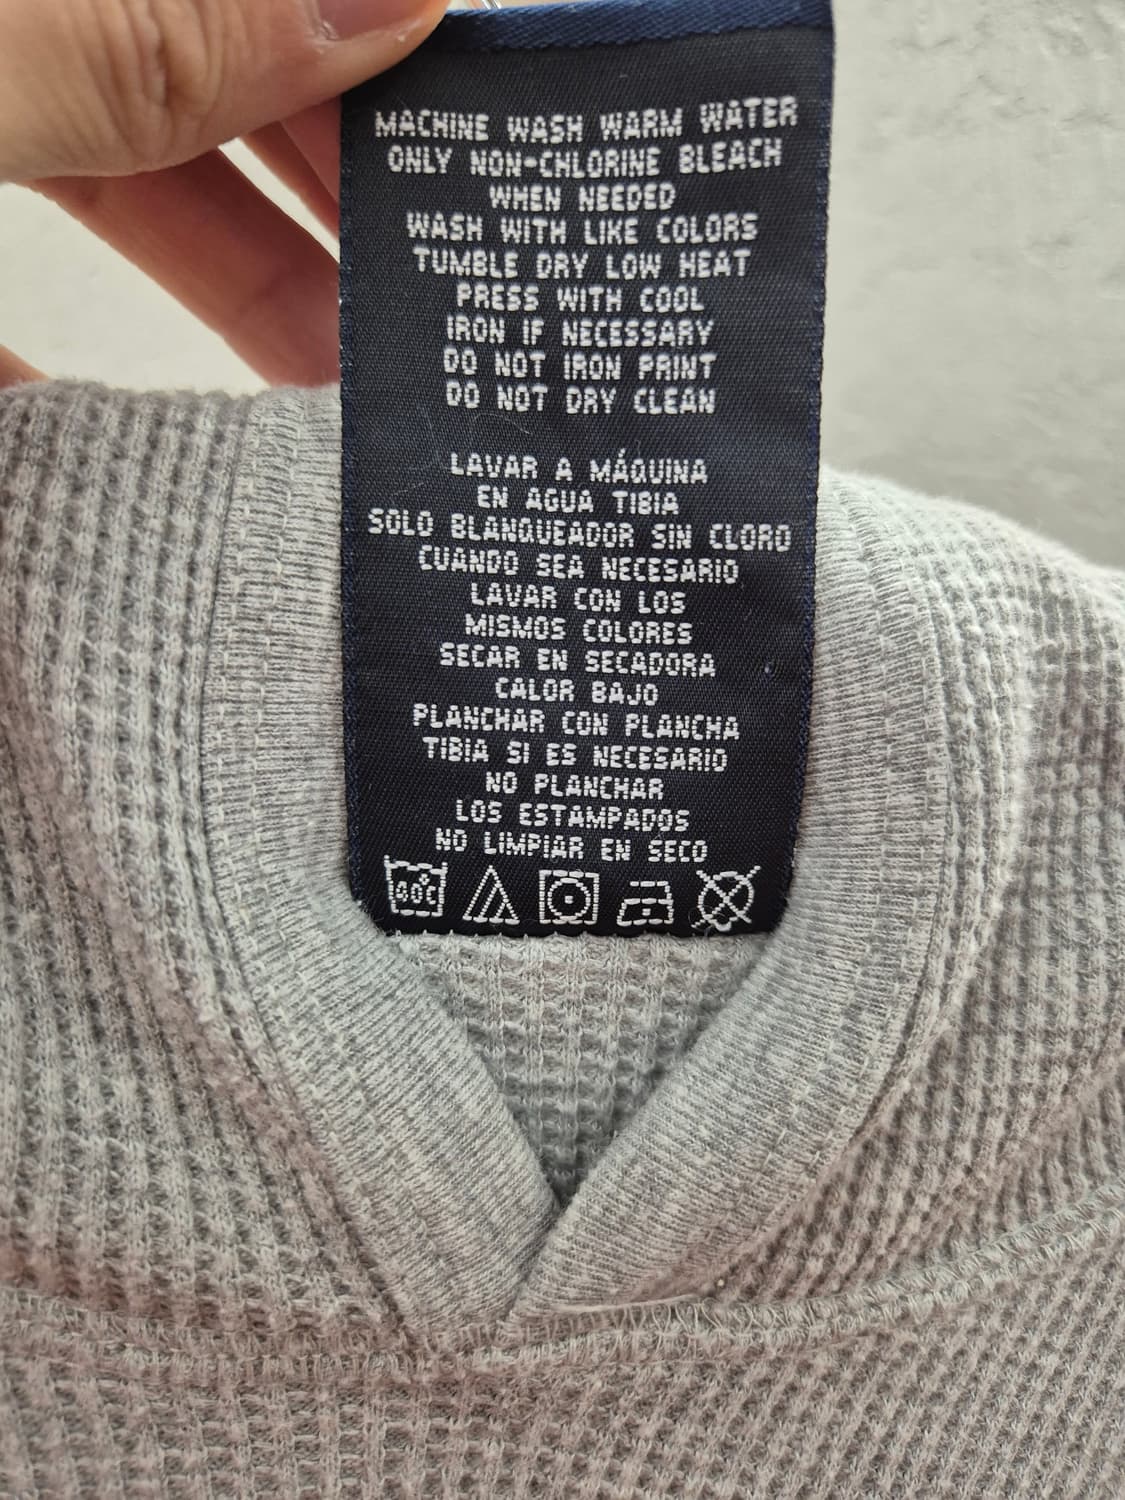 MACHINE WASH WARM WATER
ONLY NON-CHLORINE BLEACH
WHEN NEEDED
WASH WITH LIKE COLORS
TUMBLE DRY LOW HEAT
PRESS WITH COOL
IRON IF NECESSARY
DO NOT IRON PRINT
DO NOT DRY CLEAN
LAVAR A MÁQUINA
EN AGUA TIBIA
SOLO BLANQUEADOR SIN CLORO
CUANDO SEA NECESARIO
LAVAR CON LOS
MISMOS COLORES
SECAR EN SECADORA
CALOR BAJO
PLANCHAR CON PLANCHA
TIBIA SI ES NECESARIO
NO PLANCHAR
LOS ESTAMPADOS
NO LIMPIAR EN SECO